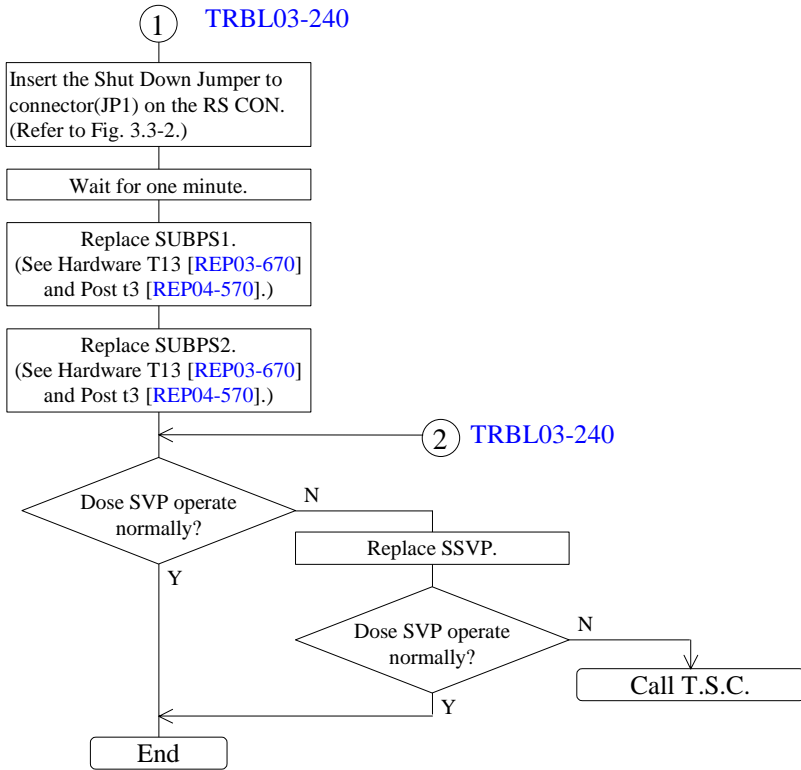 1 TRBL03-240
Insert the Shut Down Jumper to
connector(JP1) on the RS CON.
(Refer to Fig. 3.3-2.)
Wait for one minute.
Replace SUBPS1.
(See Hardware T13 [REP03-670]
and Post t3 [REP04-570].)
Replace SUBPS2.
(See Hardware T13 [REP03-670]
and Post t3 [REP04-570].)
2 TRBL03-240
Dose SVP operate
normally?
N
Y
Replace SSVP.
Dose SVP operate
normally?
N
Y
Call T.S.C.
End